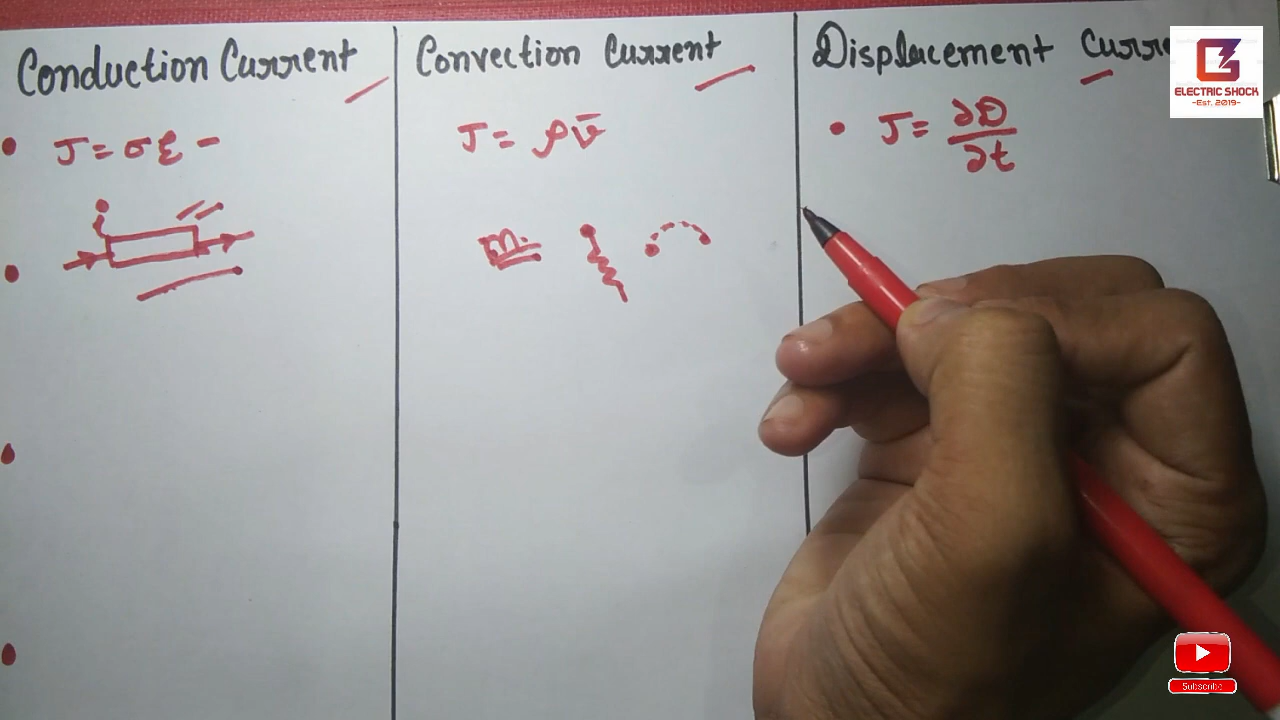 Conduction Current
J = σE
Convection Current
J = ρv̄
Displacement Curre
J = ∂D/∂t
ELECTRIC SHOCK
-Est. 2019-
Subscribe